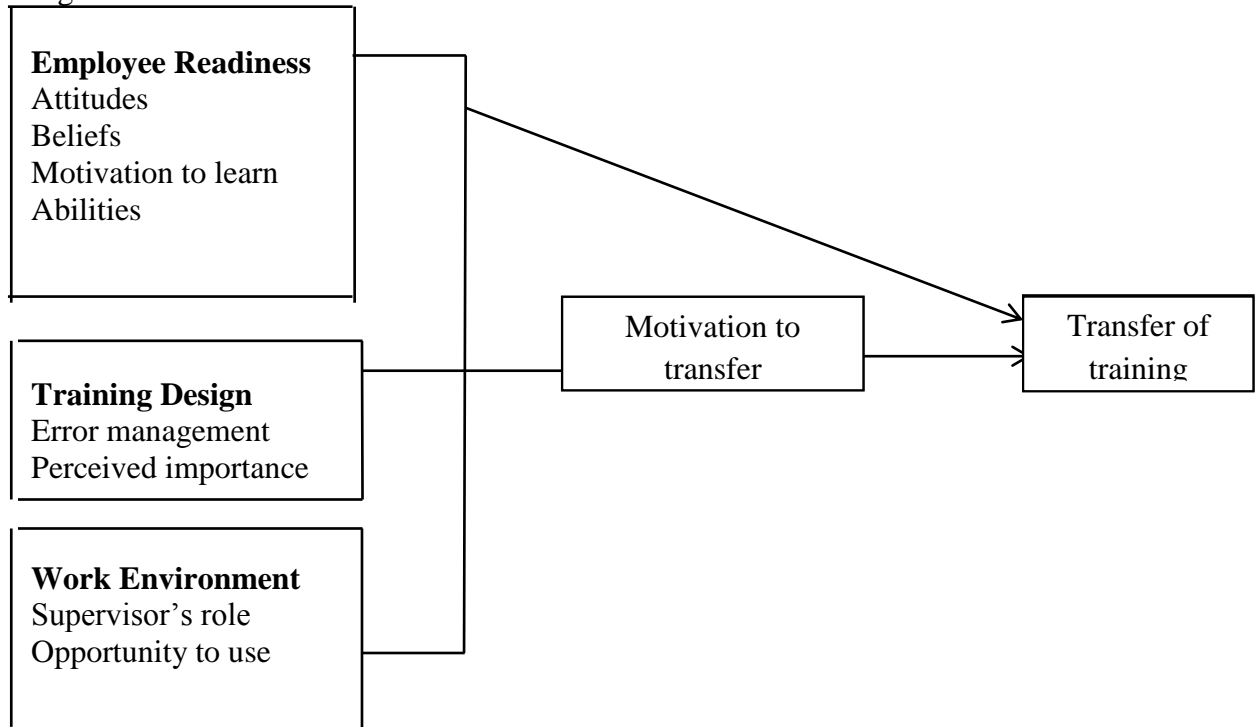 Employee Readiness
Attitudes
Beliefs
Motivation to learn
Abilities
Training Design
Error management
Perceived importance
Work Environment
Supervisor’s role
Opportunity to use
Motivation to
transfer
Transfer of
training